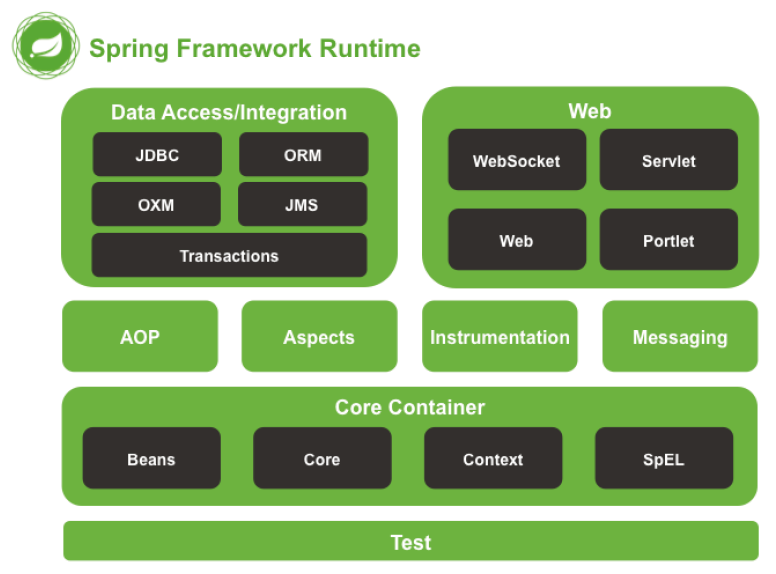 Spring Framework Runtime
Data Access/Integration
JDBC
ORM
OXM
JMS
Transactions
Web
WebSocket
Servlet
Web
Portlet
AOP
Aspects
Instrumentation
Messaging
Core Container
Beans
Core
Context
SpEL
Test